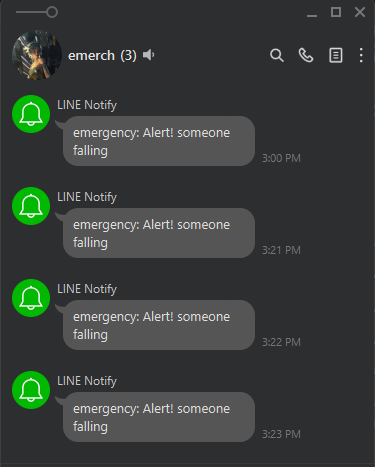 emerch (3)
LINE Notify
emergency: Alert! someone
falling
3:00 PM
LINE Notify
emergency: Alert! someone
falling
3:21 PM
LINE Notify
emergency: Alert! someone
falling
3:22 PM
LINE Notify
emergency: Alert! someone
falling
3:23 PM